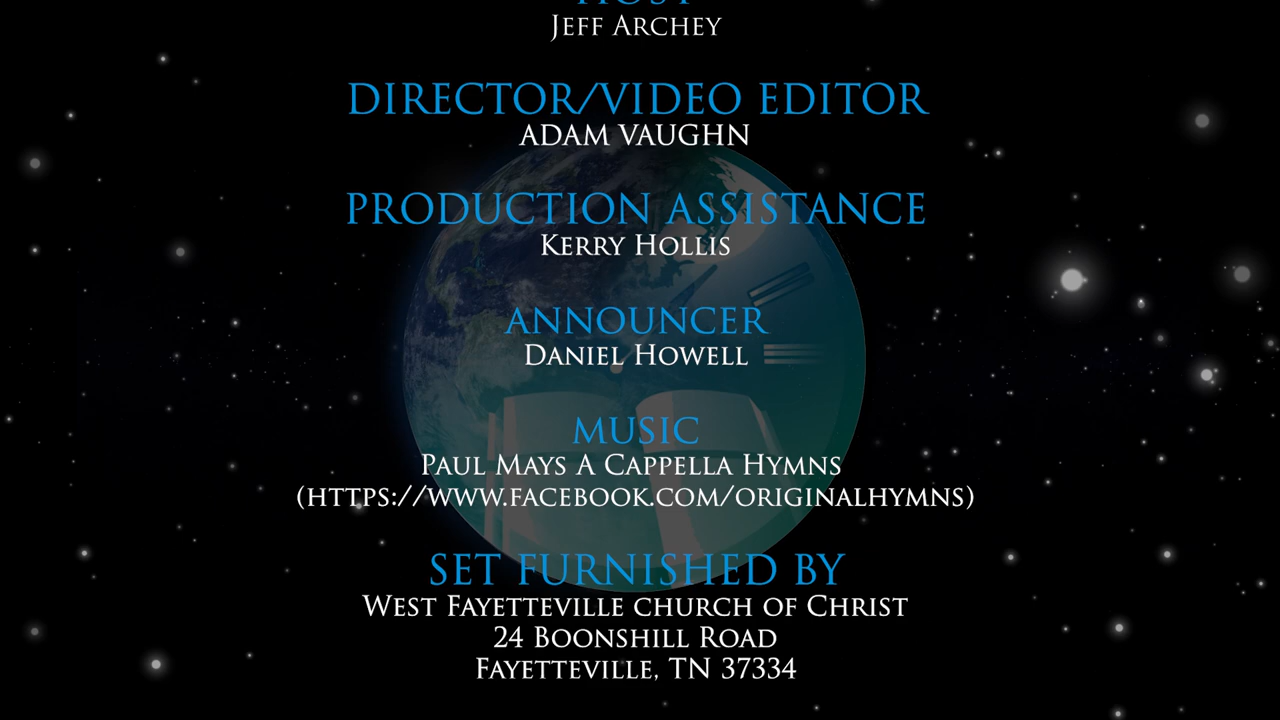 HOST
JEFF ARCHEY
DIRECTOR/VIDEO EDITOR
ADAM VAUGHN
PRODUCTION ASSISTANCE
KERRY HOLLIS
ANNOUNCER
DANIEL HOWELL
MUSIC
PAUL MAYS A CAPPELLA HYMNS
(HTTPS://WWW.FACEBOOK.COM/ORIGINALHYMNS)
SET FURNISHED BY
WEST FAYETTEVILLE CHURCH OF CHRIST
24 BOONSHILL ROAD
FAYETTEVILLE, TN 37334